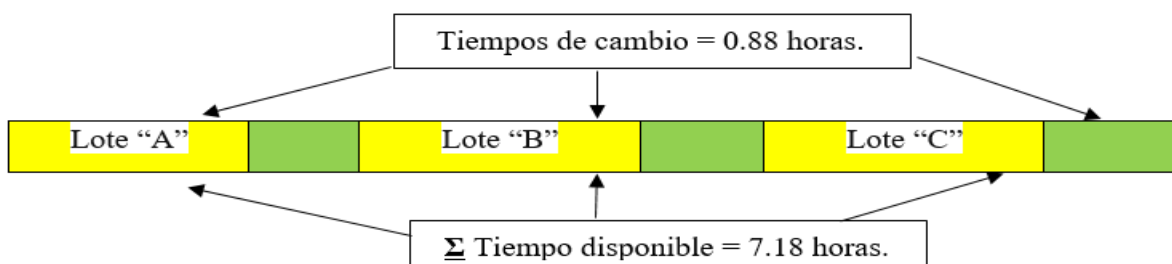 Tiempos de cambio = 0.88 horas.
Lote “A”
Lote “B”
Lote “C”
Σ Tiempo disponible = 7.18 horas.